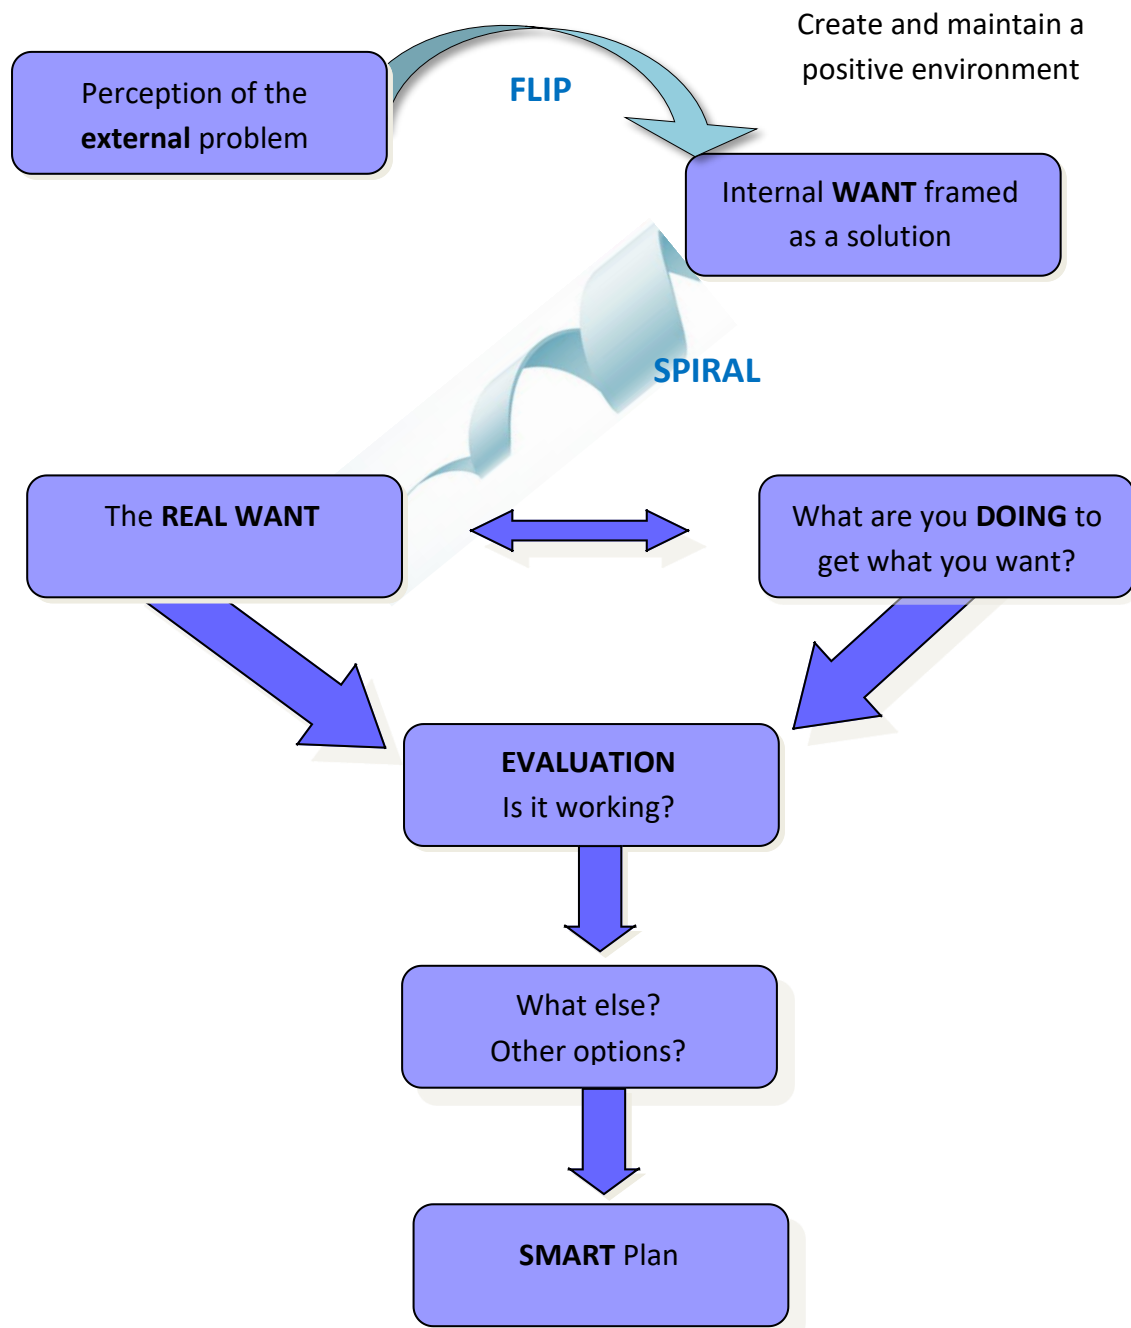 Create and maintain a
positive environment
Perception of the
external problem
FLIP
Internal WANT framed
as a solution
SPIRAL
The REAL WANT
What are you DOING to
get what you want?
EVALUATION
Is it working?
What else?
Other options?
SMART Plan